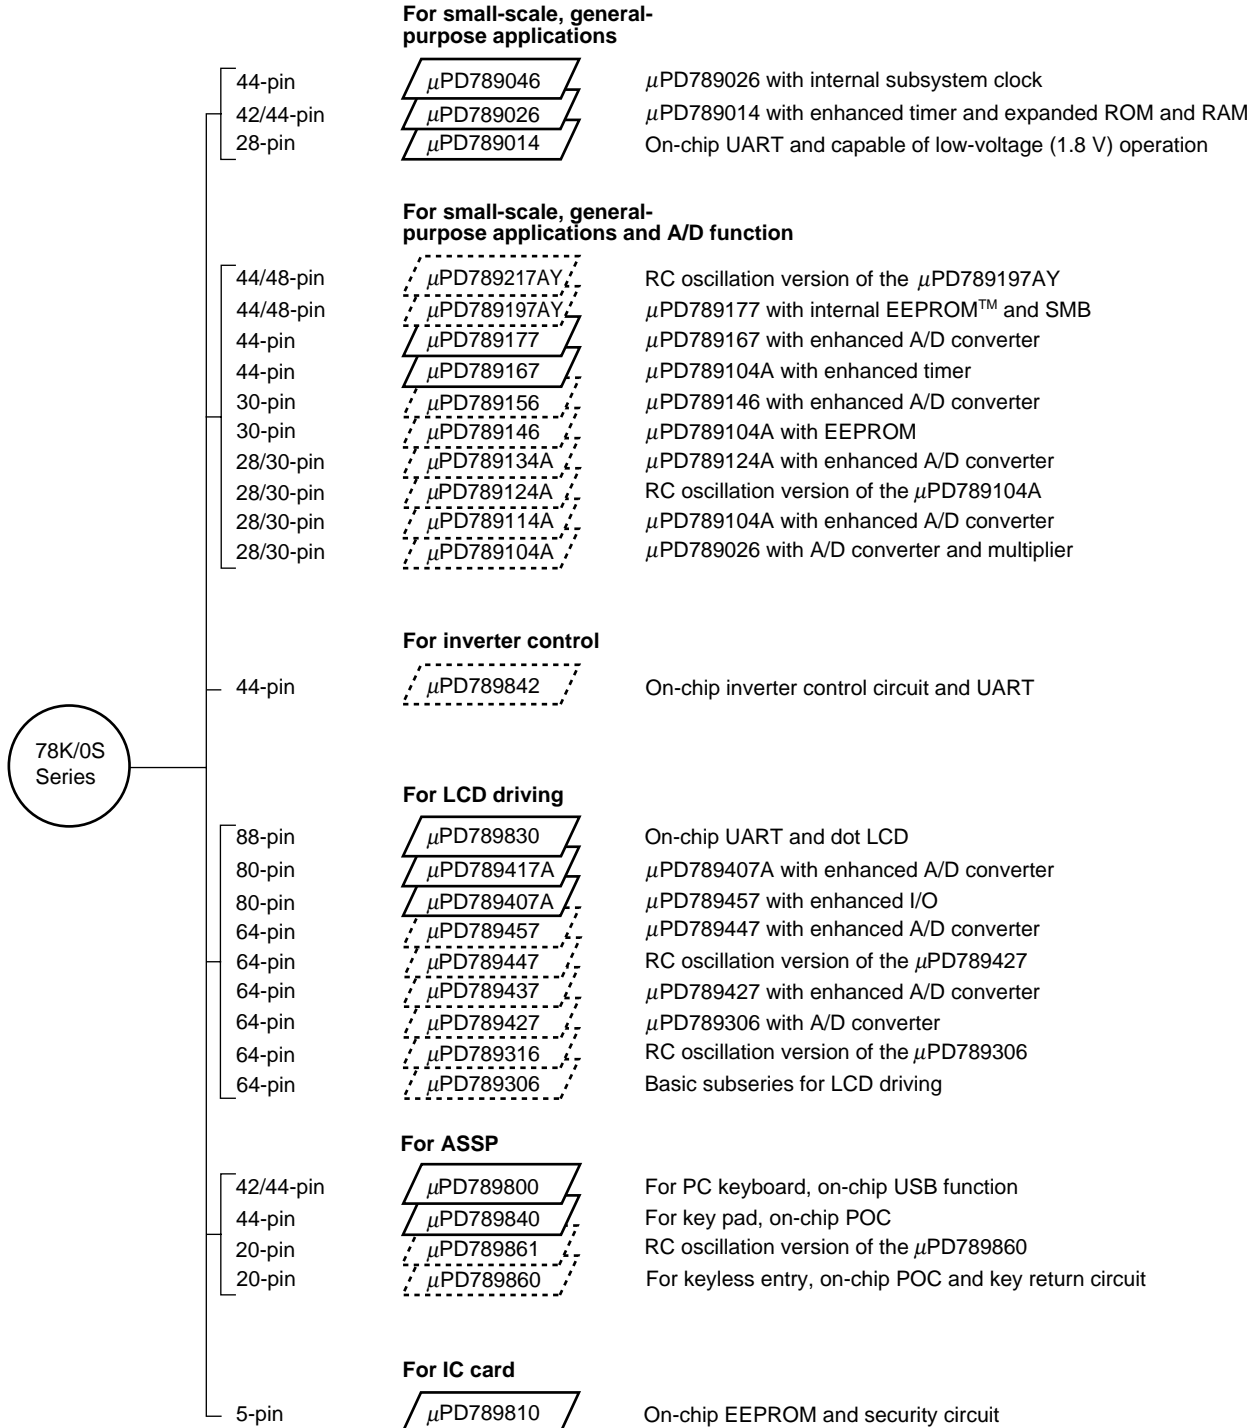 For small-scale, general-
purpose applications
44-pin μPD789046 μPD789026 with internal subsystem clock
42/44-pin μPD789026 μPD789014 with enhanced timer and expanded ROM and RAM
28-pin μPD789014 On-chip UART and capable of low-voltage (1.8 V) operation
For small-scale, general-
purpose applications and A/D function
44/48-pin μPD789217AY RC oscillation version of the μPD789197AY
44/48-pin μPD789197AY μPD789177 with internal EEPROM™ and SMB
44-pin μPD789177 μPD789167 with enhanced A/D converter
44-pin μPD789167 μPD789104A with enhanced timer
30-pin μPD789156 μPD789146 with enhanced A/D converter
30-pin μPD789146 μPD789104A with EEPROM
28/30-pin μPD789134A μPD789124A with enhanced A/D converter
28/30-pin μPD789124A RC oscillation version of the μPD789104A
28/30-pin μPD789114A μPD789104A with enhanced A/D converter
28/30-pin μPD789104A μPD789026 with A/D converter and multiplier
For inverter control
44-pin μPD789842 On-chip inverter control circuit and UART
78K/0S
Series
For LCD driving
88-pin μPD789830 On-chip UART and dot LCD
80-pin μPD789417A μPD789407A with enhanced A/D converter
80-pin μPD789407A μPD789457 with enhanced I/O
64-pin μPD789457 μPD789447 with enhanced A/D converter
64-pin μPD789447 RC oscillation version of the μPD789427
64-pin μPD789437 μPD789427 with enhanced A/D converter
64-pin μPD789427 μPD789306 with A/D converter
64-pin μPD789316 RC oscillation version of the μPD789306
64-pin μPD789306 Basic subseries for LCD driving
For ASSP
42/44-pin μPD789800 For PC keyboard, on-chip USB function
44-pin μPD789840 For key pad, on-chip POC
20-pin μPD789861 RC oscillation version of the μPD789860
20-pin μPD789860 For keyless entry, on-chip POC and key return circuit
For IC card
5-pin μPD789810 On-chip EEPROM and security circuit